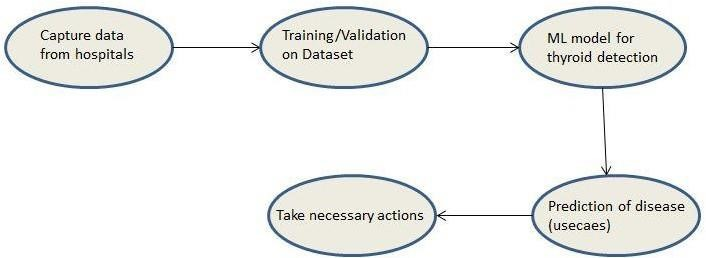 Capture data
from hospitals
Training/Validation
on Dataset
ML model for
thyroid detection
Prediction of disease
(usecaes)
Take necessary actions